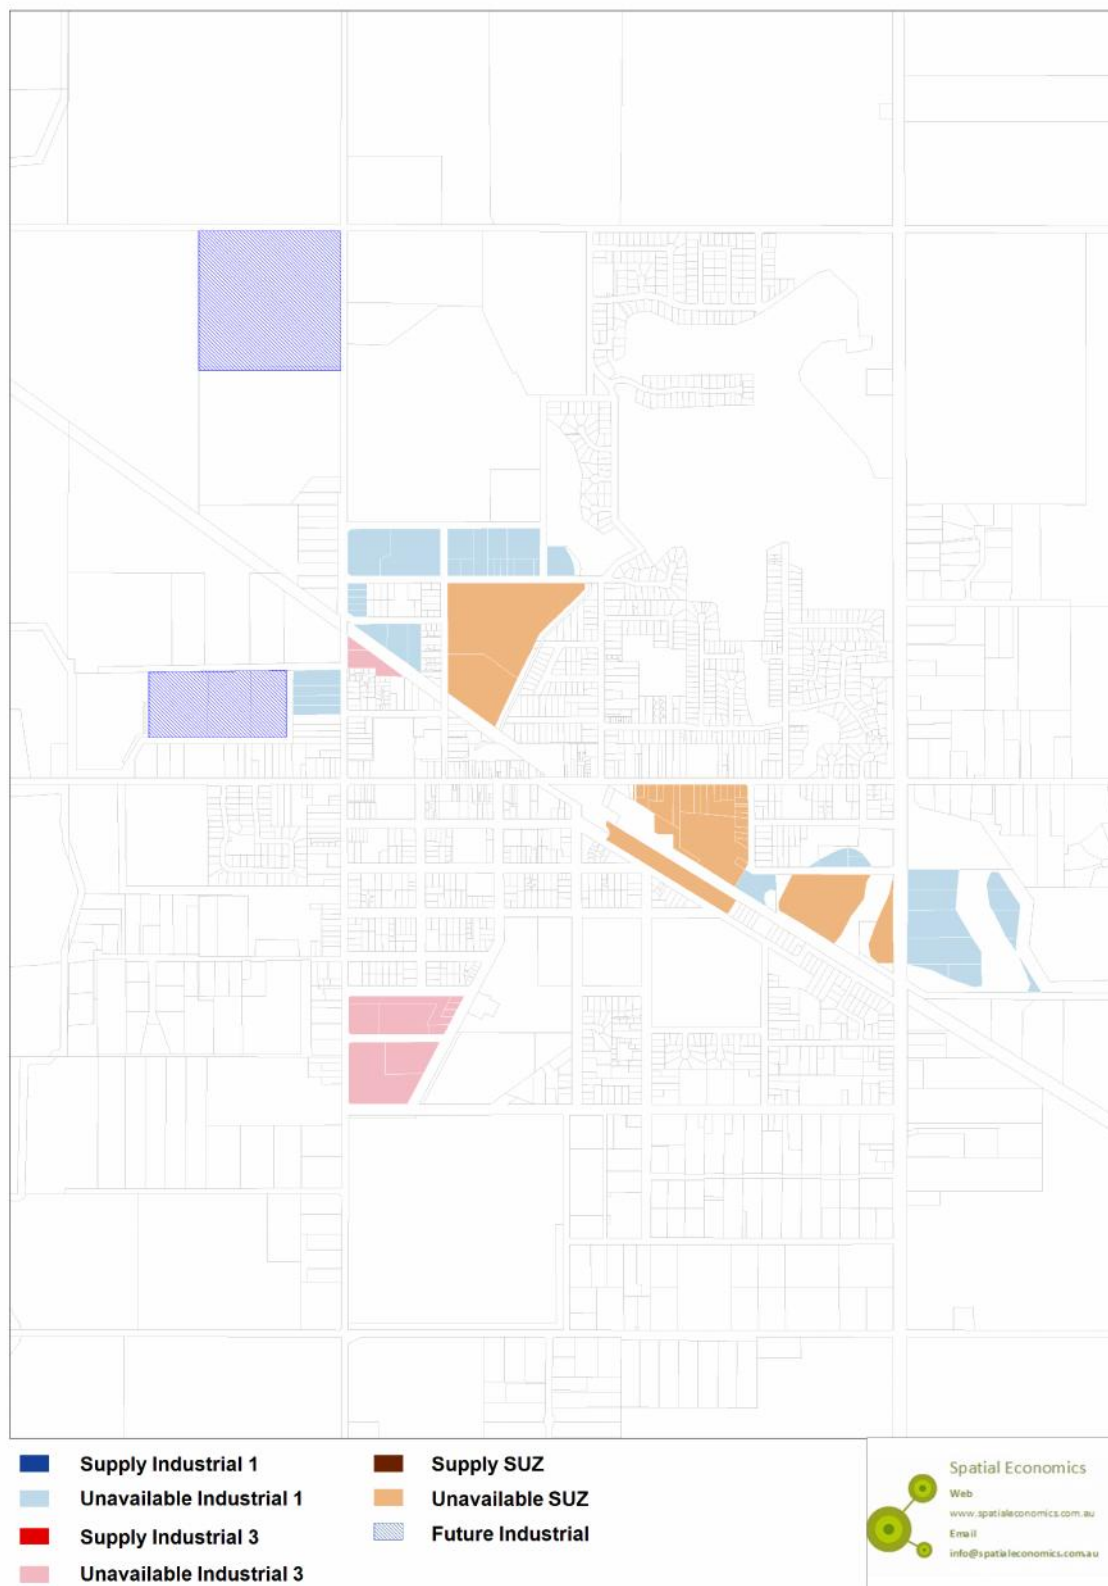 Supply Industrial 1
Unavailable Industrial 1
Supply Industrial 3
Unavailable Industrial 3
Supply SUZ
Unavailable SUZ
Future Industrial
Spatial Economics
Web
www.spatialeconomics.com.au
Email
info@spatialeconomics.com.au